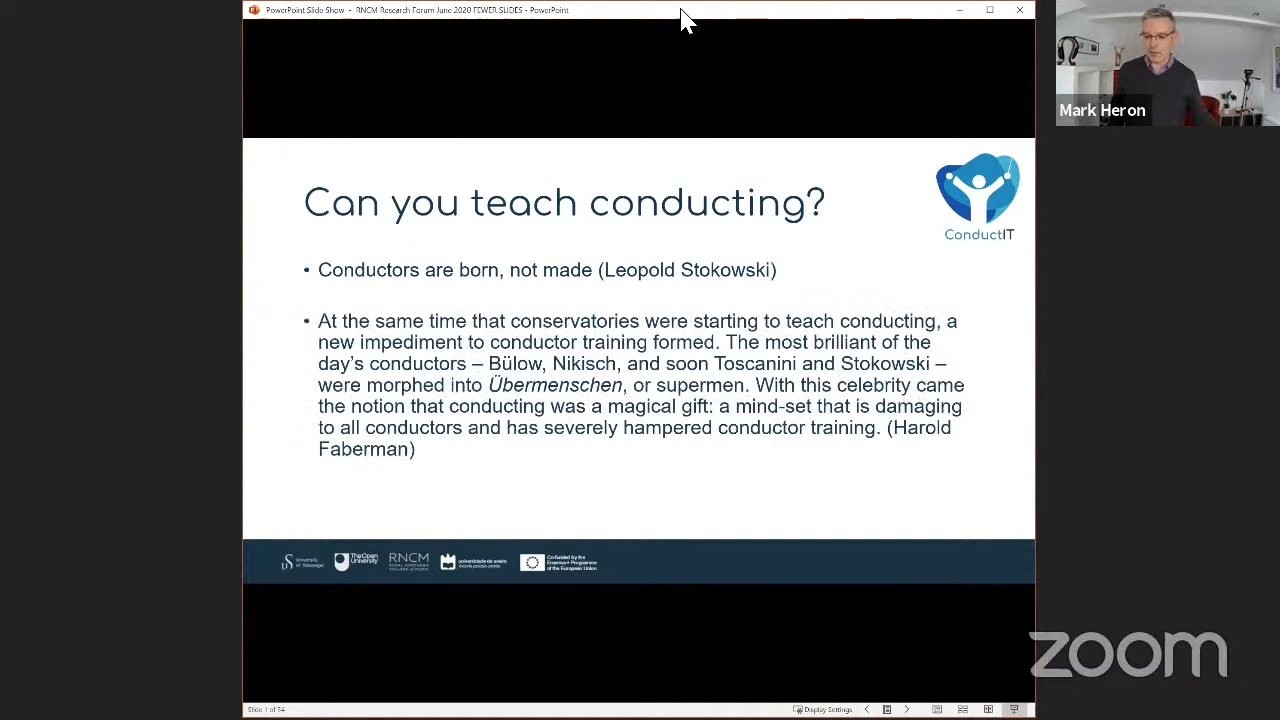 PowerPoint Slide Show - RNCM Research Forum June 2020 FEWER SLIDES - PowerPoint
Mark Heron
Can you teach conducting?
ConductIT
• Conductors are born, not made (Leopold Stokowski)
• At the same time that conservatories were starting to teach conducting, a
new impediment to conductor training formed. The most brilliant of the
day's conductors – Bülow, Nikisch, and soon Toscanini and Stokowski –
were morphed into Übermenschen, or supermen. With this celebrity came
the notion that conducting was a magical gift: a mind-set that is damaging
to all conductors and has severely hampered conductor training. (Harold
Faberman)
University
of Stavanger
The Open
University
RNCM
ROYAL NORTHERN
COLLEGE OF MUSIC
universidade de aveiro
Co-funded by the
Erasmus+ Programme
of the European Union
zoom
Slide 1 of 34
Display Settings